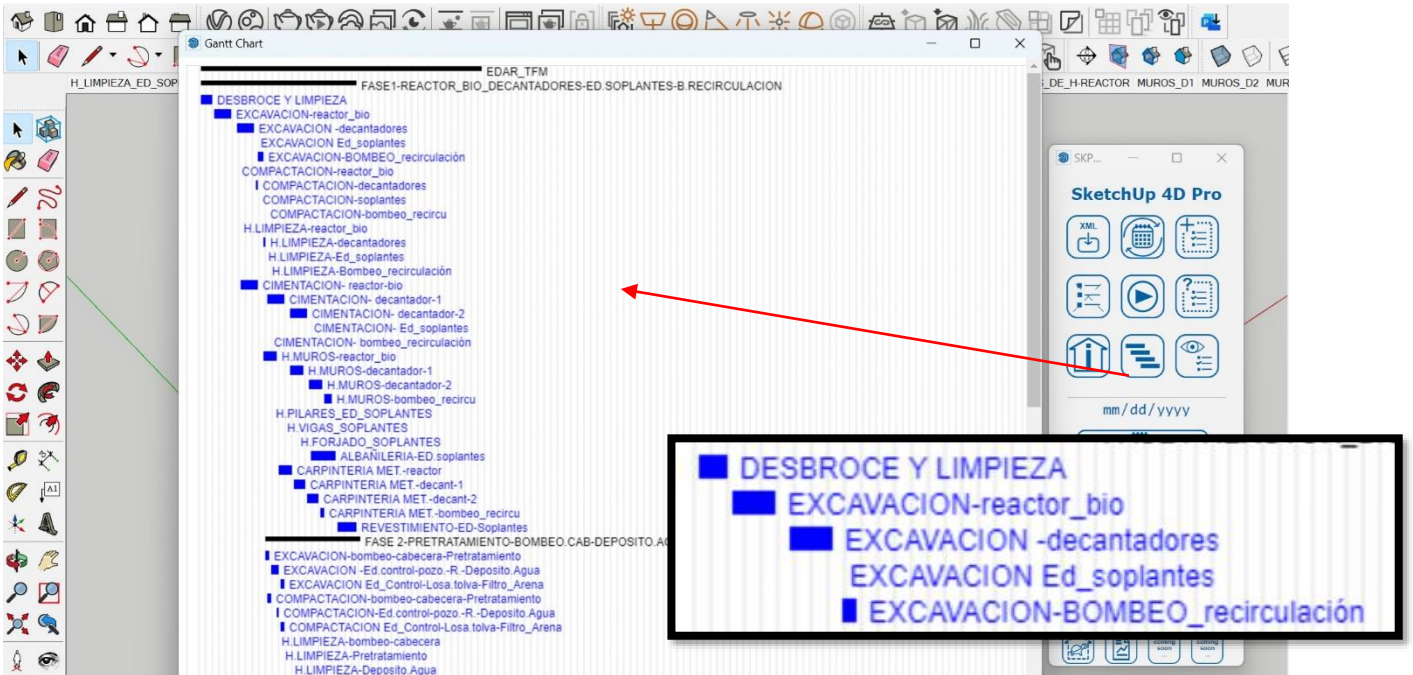 Gantt Chart
H_LIMPIEZA_ED_SOP
_DE_H-REACTOR MUROS_D1 MUROS_D2 MUR
EDAR_TFM
FASE1-REACTOR_BIO_DECANTADORES-ED.SOPLANTES-B.RECIRCULACION
DESBROCE Y LIMPIEZA
EXCAVACION-reactor_bio
EXCAVACION -decantadores
EXCAVACION Ed_soplantes
EXCAVACION-BOMBEO_recirculación
COMPACTACION-reactor_bio
COMPACTACION-decantadores
COMPACTACION-soplantes
COMPACTACION-bombeo_recircu
H.LIMPIEZA-reactor_bio
H.LIMPIEZA-decantadores
H.LIMPIEZA-Ed_soplantes
H.LIMPIEZA-Bombeo_recirculación
CIMENTACION- reactor-bio
CIMENTACION- decantador-1
CIMENTACION- decantador-2
CIMENTACION- Ed_soplantes
CIMENTACION- bombeo_recirculación
H.MUROS-reactor_bio
H.MUROS-decantador-1
H.MUROS-decantador-2
H.MUROS-bombeo_recircu
H.PILARES_ED_SOPLANTES
H.VIGAS_SOPLANTES
H.FORJADO_SOPLANTES
ALBAÑILERIA-ED.soplantes
CARPINTERIA MET.-reactor
CARPINTERIA MET.-decant-1
CARPINTERIA MET.-decant-2
CARPINTERIA MET.-bombeo_recircu
REVESTIMIENTO-ED-Soplantes
FASE 2-PRETRATAMIENTO-BOMBEO.CAB-DEPOSITO.AG
EXCAVACION-bombeo-cabecera-Pretratamiento
EXCAVACION -Ed.control-pozo.-R.-Deposito.Agua
EXCAVACION Ed_Control-Losa.tolva-Filtro_Arena
COMPACTACION-bombeo-cabecera-Pretratamiento
COMPACTACION-Ed.control-pozo.-R.-Deposito.Agua
COMPACTACION Ed_Control-Losa.tolva-Filtro_Arena
H.LIMPIEZA-bombeo-cabecera
H.LIMPIEZA-Pretratamiento
H.LIMPIEZA-Deposito.Agua
A1
SKP...
SketchUp 4D Pro
XML
mm/dd/yyyy
DESBROCE Y LIMPIEZA
EXCAVACION-reactor_bio
EXCAVACION -decantadores
EXCAVACION Ed_soplantes
EXCAVACION-BOMBEO_recirculación
coming soon ...
coming soon ...